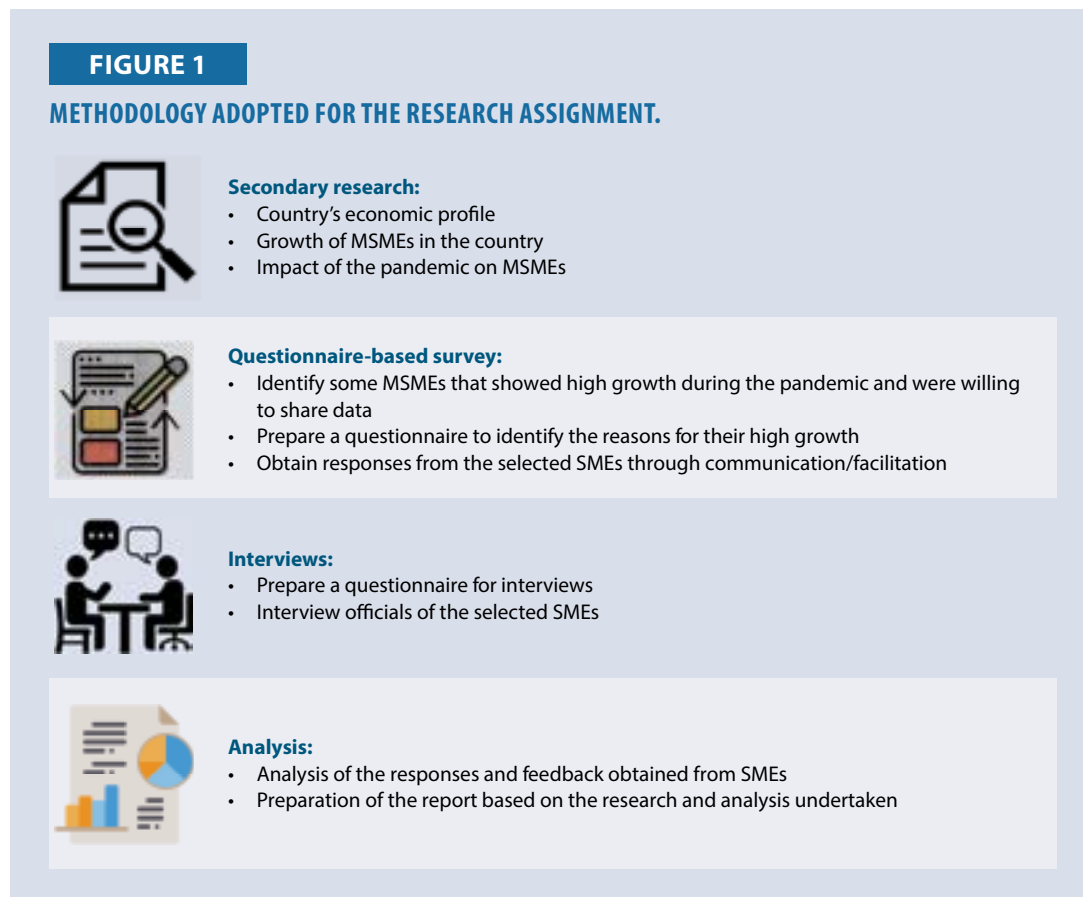 FIGURE 1
METHODOLOGY ADOPTED FOR THE RESEARCH ASSIGNMENT.
Secondary research:
• Country's economic profile
• Growth of MSMEs in the country
• Impact of the pandemic on MSMEs
Questionnaire-based survey:
• Identify some MSMEs that showed high growth during the pandemic and were willing
to share data
• Prepare a questionnaire to identify the reasons for their high growth
• Obtain responses from the selected SMEs through communication/facilitation
Interviews:
• Prepare a questionnaire for interviews
• Interview officials of the selected SMEs
Analysis:
• Analysis of the responses and feedback obtained from SMEs
• Preparation of the report based on the research and analysis undertaken